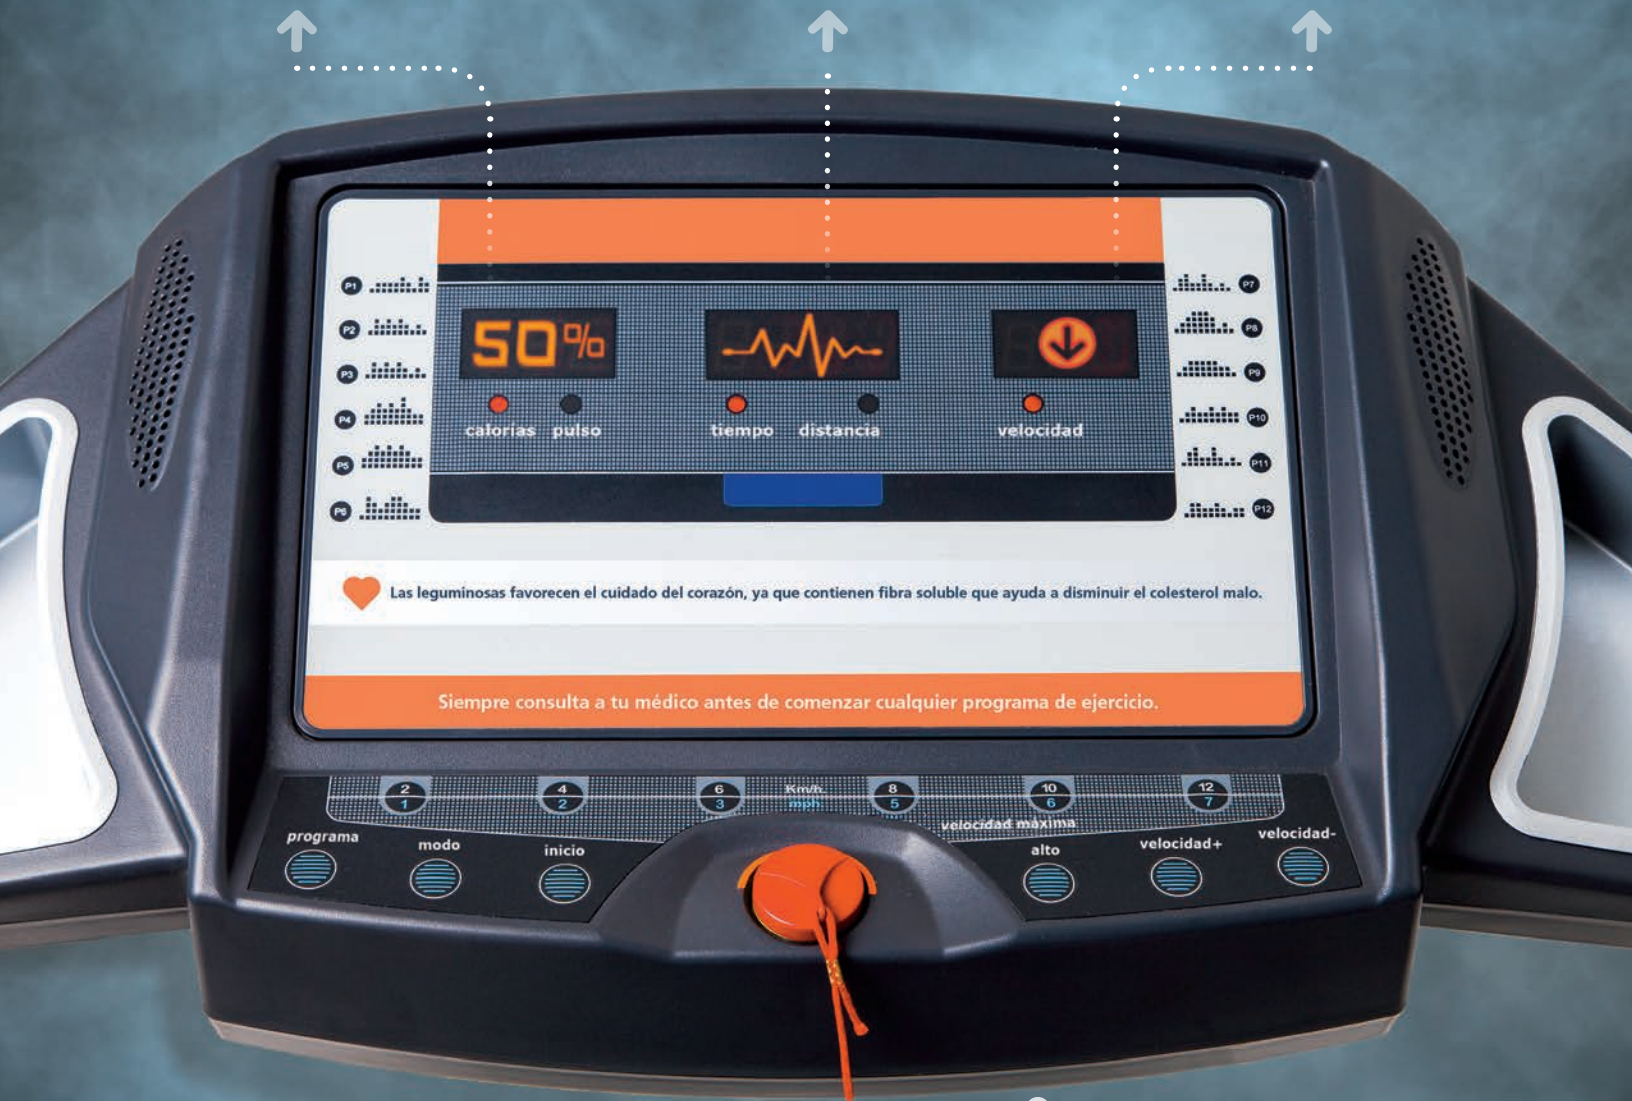 P1
P2
P3
P4
P5
P6
P7
P8
P9
P10
P11
P12
50%
calorías pulso
tiempo distancia
velocidad
Las leguminosas favorecen el cuidado del corazón, ya que contienen fibra soluble que ayuda a disminuir el colesterol malo.
Siempre consulta a tu médico antes de comenzar cualquier programa de ejercicio.
2 4 6 Km/h. 8 10 12
1 2 3 mph. 5 6 7
velocidad máxima
programa modo inicio alto velocidad+ velocidad-